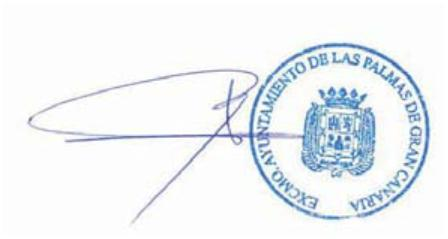 EXCMO. AYUNTAMIENTO DE LAS PALMAS DE GRAN CANARIA